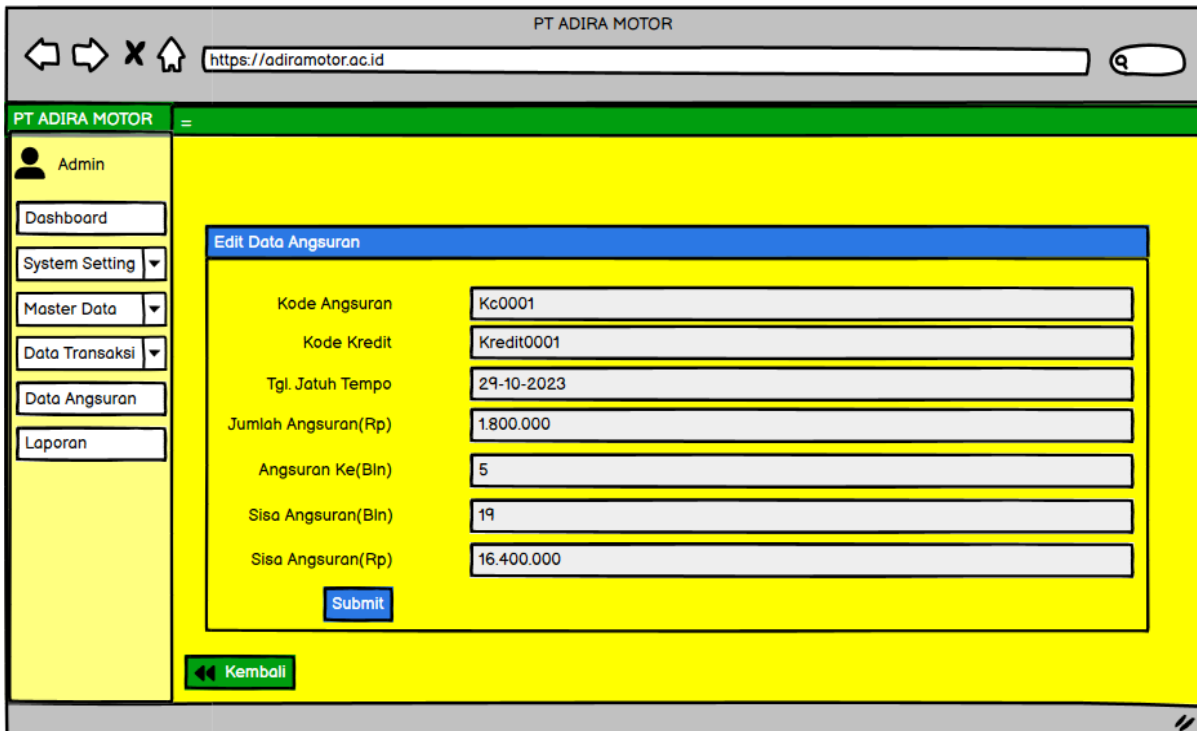 PT ADIRA MOTOR
https://adiramotor.ac.id
PT ADIRA MOTOR =
Admin
Dashboard
System Setting
Master Data
Data Transaksi
Data Angsuran
Laporan
Edit Data Angsuran
Kode Angsuran Kc0001
Kode Kredit Kredit0001
Tgl. Jatuh Tempo 29-10-2023
Jumlah Angsuran(Rp) 1.800.000
Angsuran Ke(Bln) 5
Sisa Angsuran(Bln) 19
Sisa Angsuran(Rp) 16.400.000
Submit
Kembali